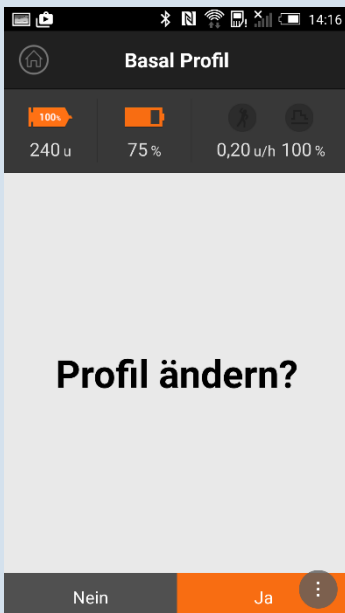 14:16
Basal Profil
100%
240 u
75 %
0,20 u/h 100 %
Profil ändern?
Nein
Ja